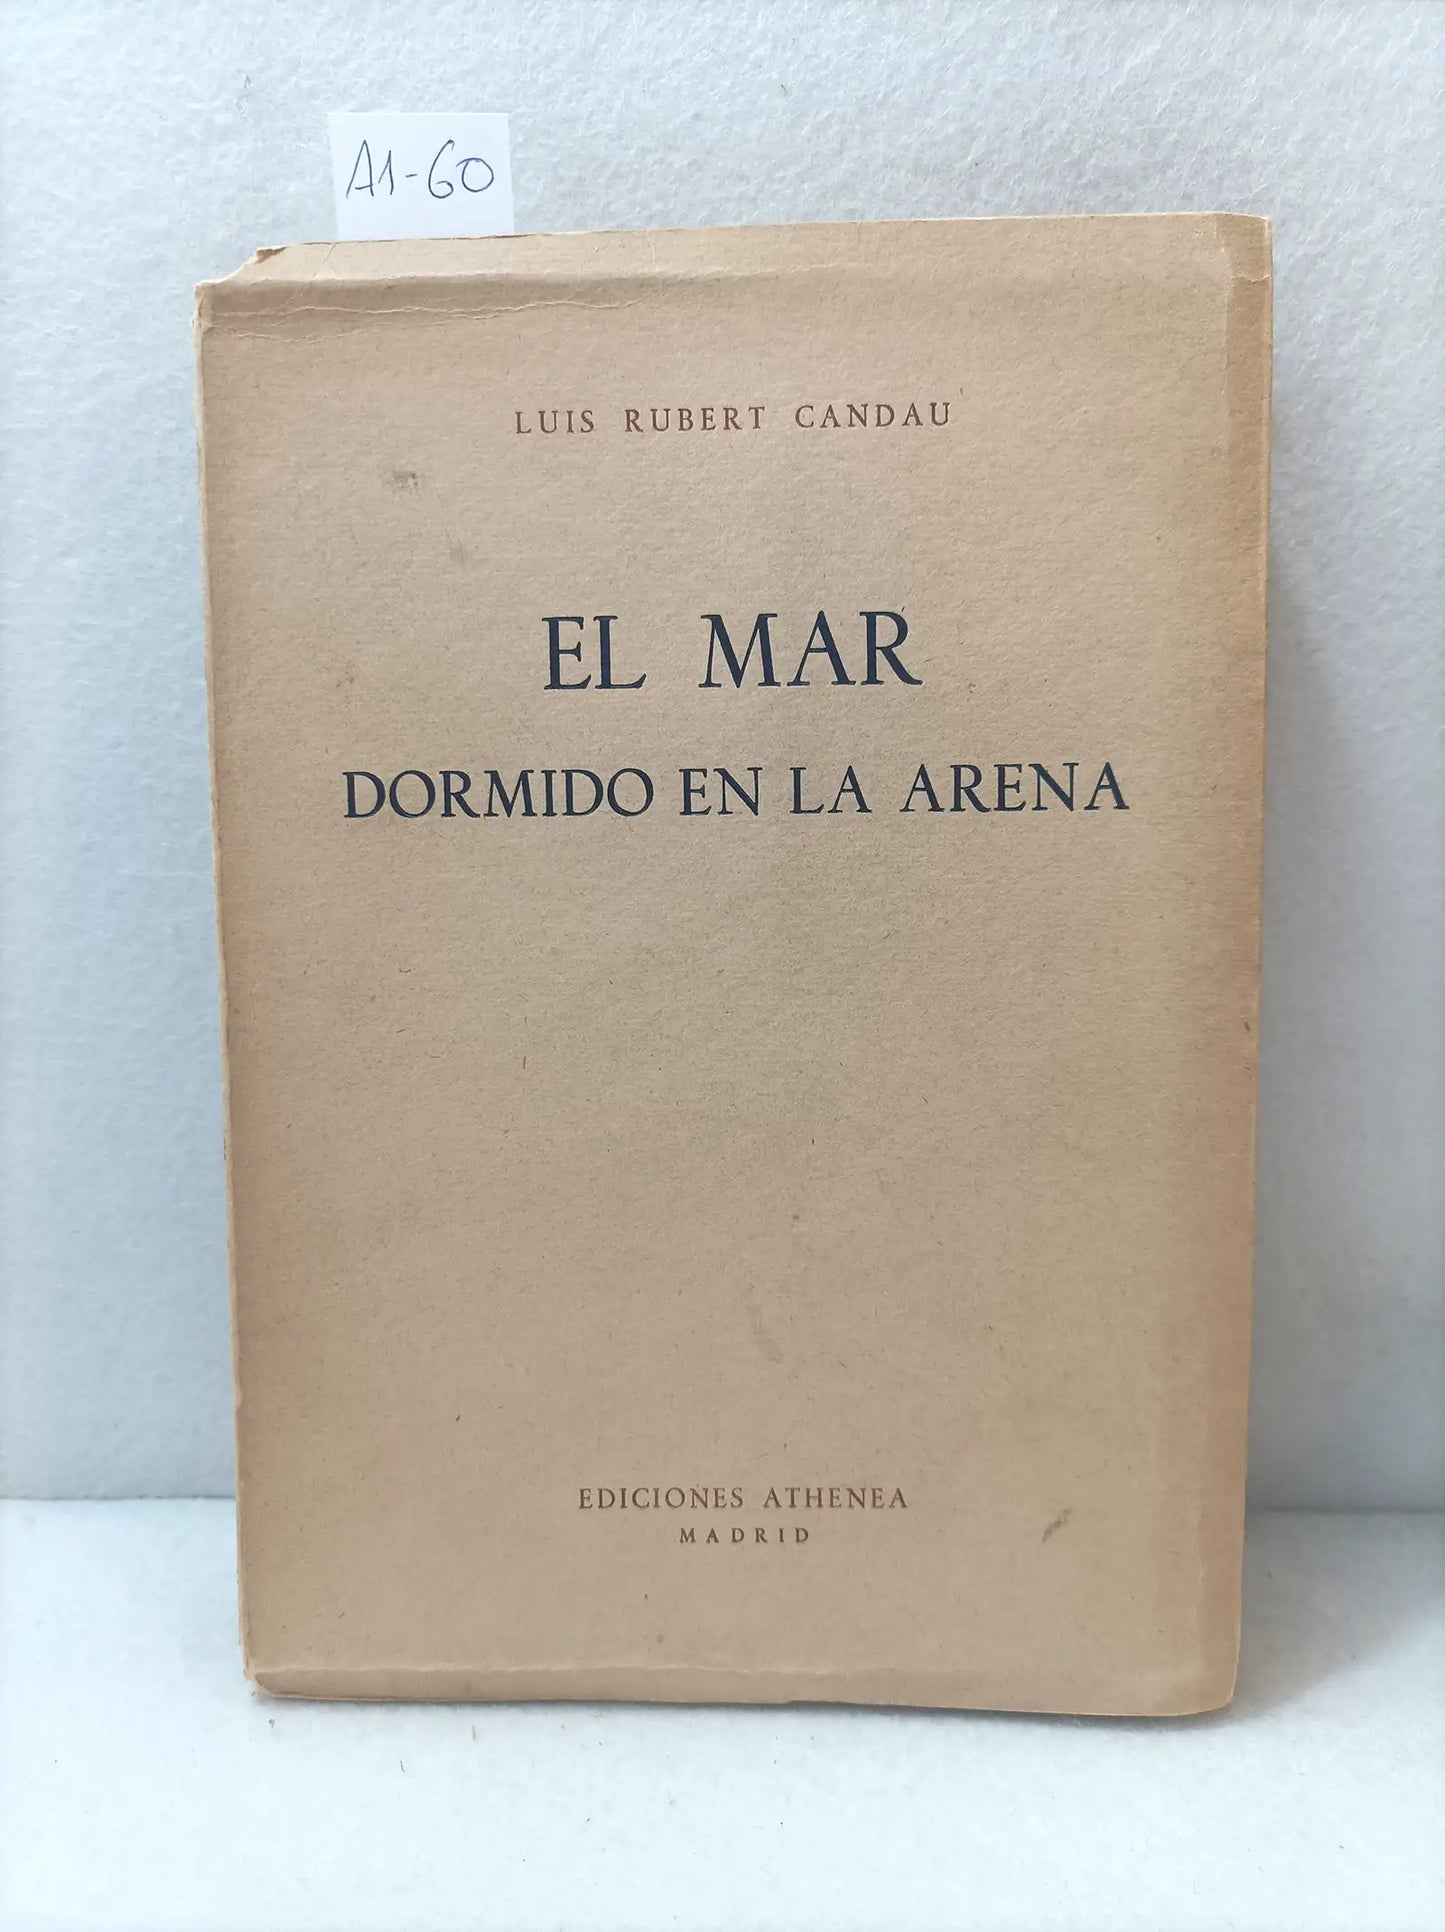 A1-60
LUIS RUBERT CANDAU
EL MAR
DORMIDO EN LA ARENA
EDICIONES ATHENEA
MADRID